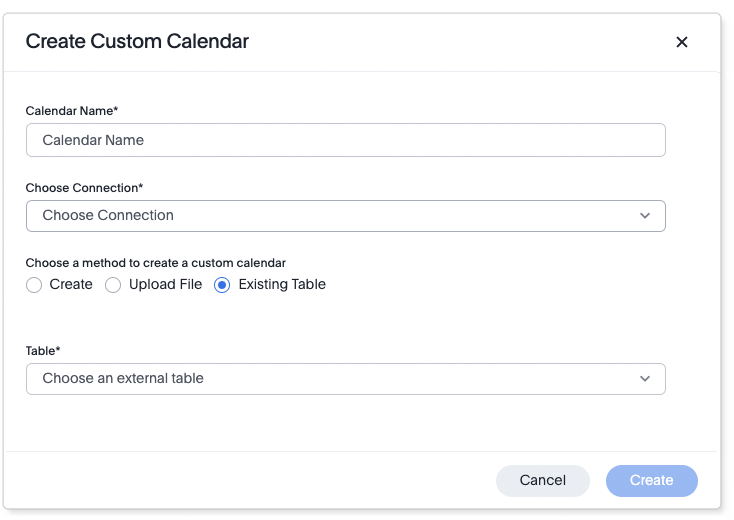 Create Custom Calendar
Calendar Name*
Calendar Name
Choose Connection*
Choose Connection
Choose a method to create a custom calendar
Create Upload File Existing Table
Table*
Choose an external table
Cancel Create